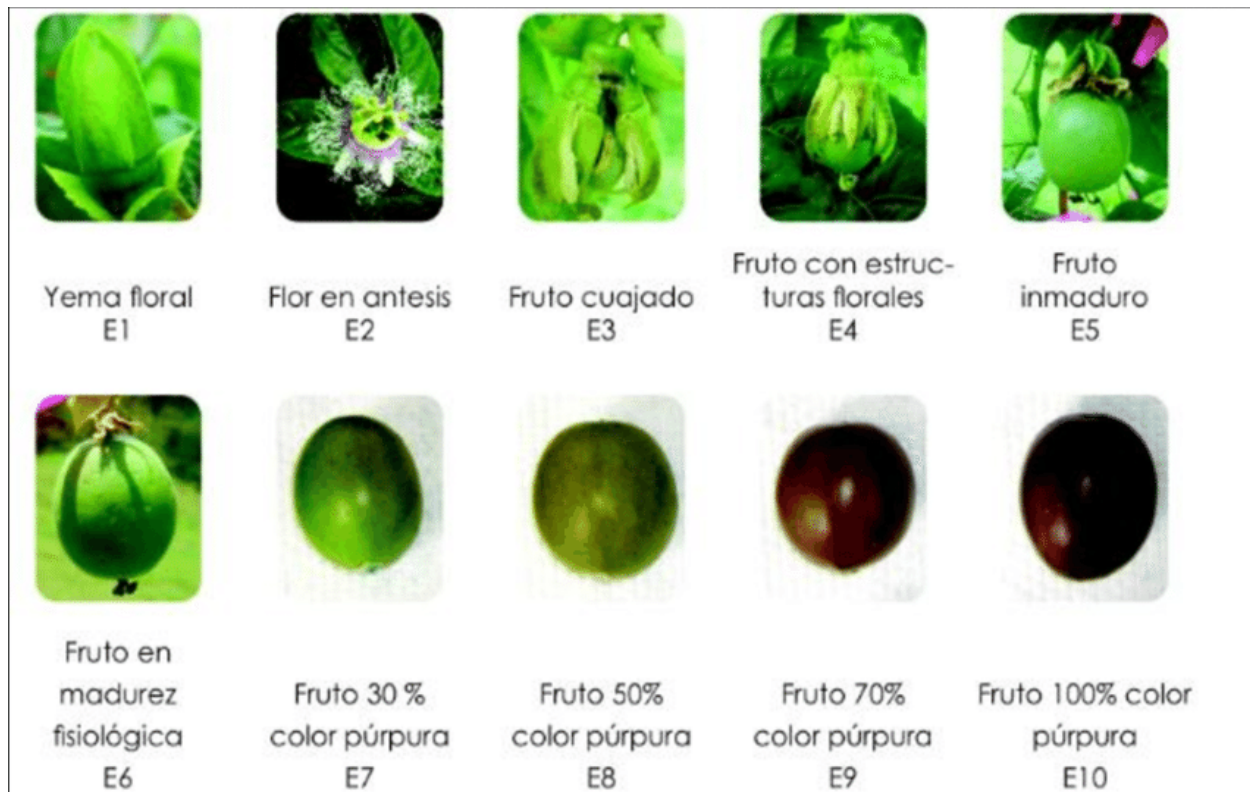 Yema floral
E1
Flor en antesis
E2
Fruto cuajado
E3
Fruto con estruc-
turas florales
E4
Fruto
inmaduro
E5
Fruto en
madurez
fisiológica
E6
Fruto 30 %
color púrpura
E7
Fruto 50%
color púrpura
E8
Fruto 70%
color púrpura
E9
Fruto 100% color
púrpura
E10